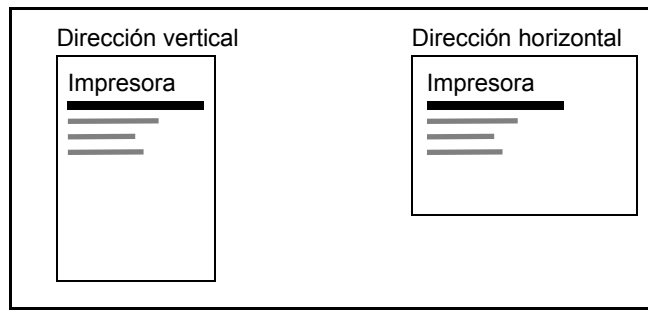 Dirección vertical
Impresora
Dirección horizontal
Impresora